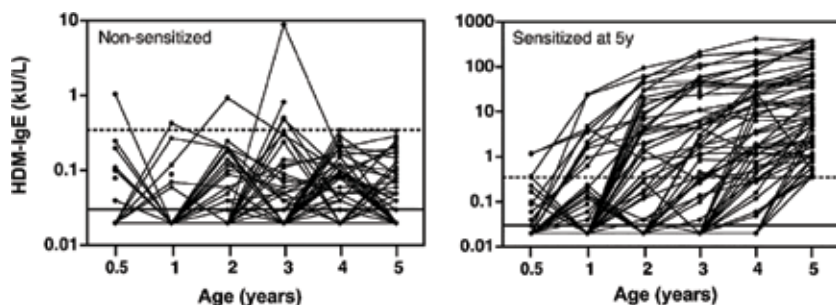 Non-sensitized
HDM-IgE (kU/L)
10
1
0.1
0.01
0.5 1 2 3 4 5
Age (years)
Sensitized at 5y
1000
100
10
1
0.1
0.01
0.5 1 2 3 4 5
Age (years)